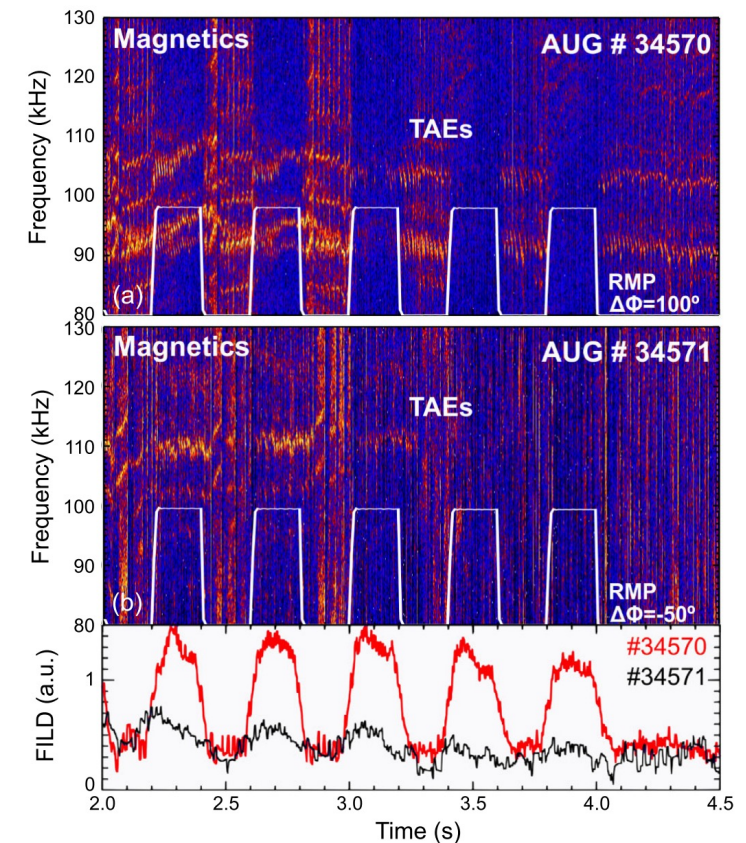 130
Magnetics
AUG # 34570
120
110
TAEs
100
90
RMP
(a)
ΔΦ=100º
80
Frequency (kHz)
130
Magnetics
AUG # 34571
120
TAEs
110
100
90
RMP
(b)
ΔΦ=-50º
80
Frequency (kHz)
#34570
#34571
1
0
FILD (a.u.)
2.0 2.5 3.0 3.5 4.0 4.5
Time (s)